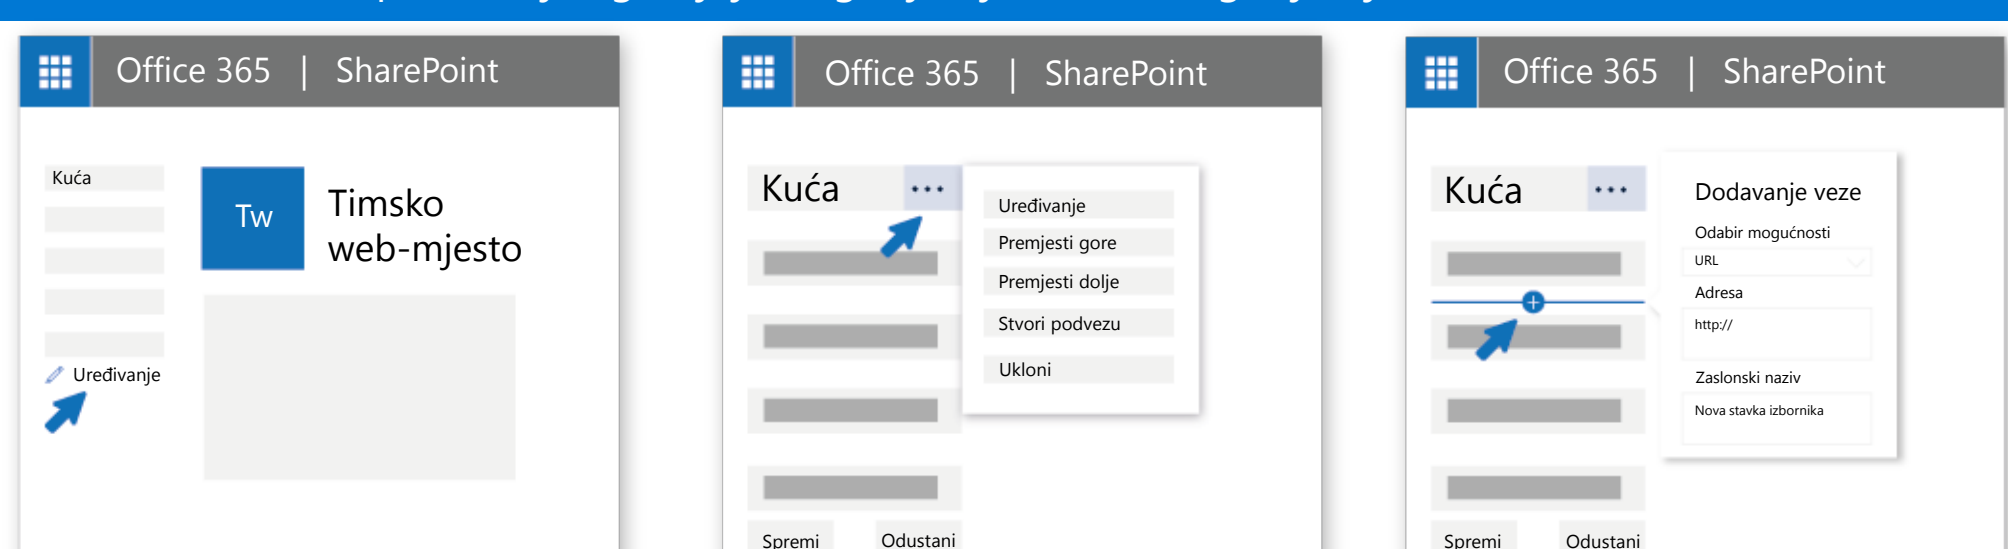 Office 365 | SharePoint
Kuća
Tw
Timsko
web-mjesto
Uređivanje
Office 365 | SharePoint
Kuća
Uređivanje
Premjesti gore
Premjesti dolje
Stvori podvezu
Ukloni
Spremi
Odustani
Office 365 | SharePoint
Kuća
Dodavanje veze
Odabir mogućnosti
URL
Adresa
http://
Zaslonski naziv
Nova stavka izbornika
Spremi
Odustani